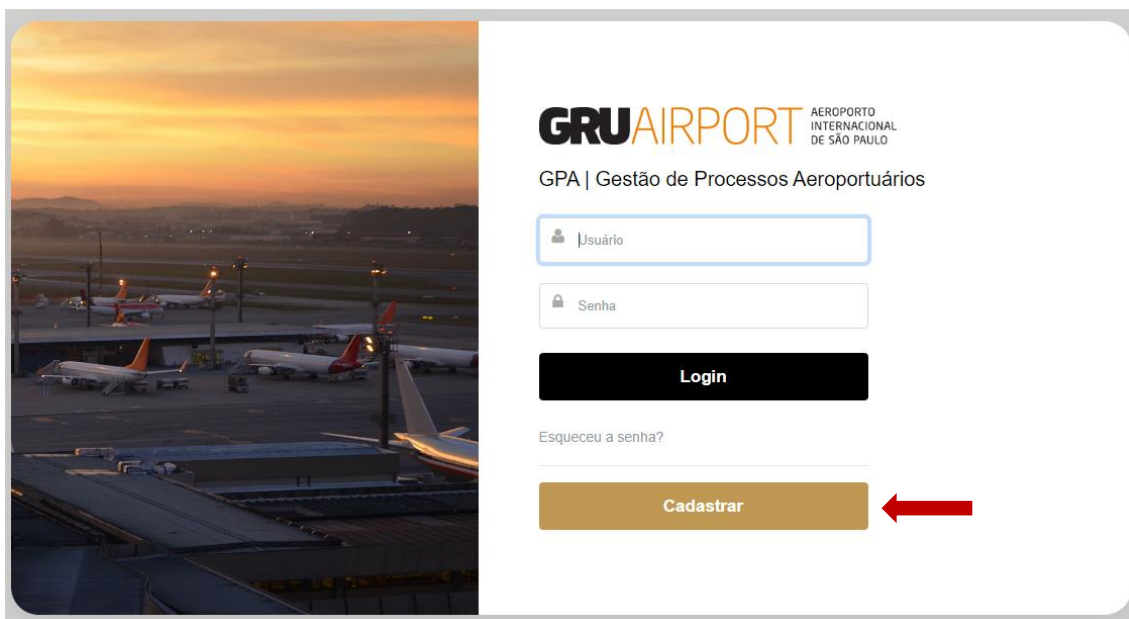 GRUAIRPORT
AEROPORTO
INTERNACIONAL
DE SÃO PAULO
GPA | Gestão de Processos Aeroportuários
Usuário
Senha
Login
Esqueceu a senha?
Cadastrar